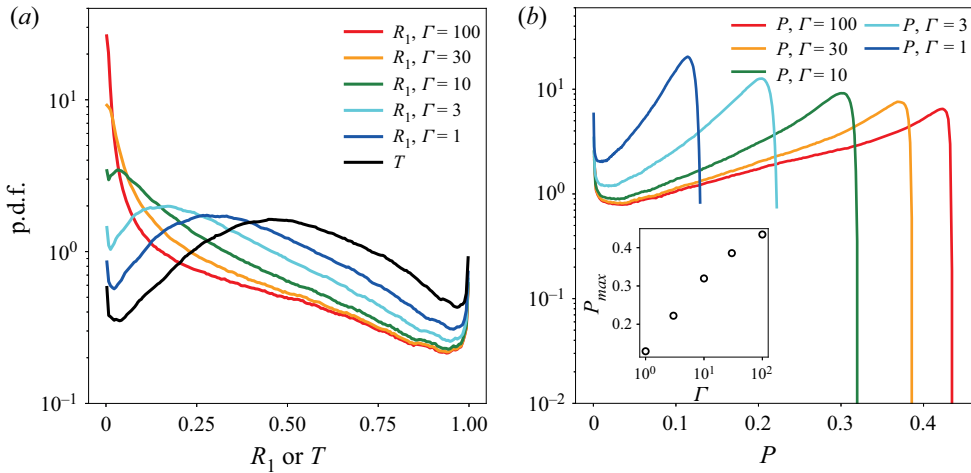 (a)
R1, Γ = 100
R1, Γ = 30
R1, Γ = 10
R1, Γ = 3
R1, Γ = 1
T
p.d.f.
10^1
10^0
10^−1
0
0.25
0.50
0.75
1.00
R1 or T
(b)
P, Γ = 100
P, Γ = 30
P, Γ = 10
P, Γ = 3
P, Γ = 1
10^1
10^0
10^−1
10^−2
0
0.1
0.2
0.3
0.4
P
Pmax
0.4
0.3
0.2
10^0
10^1
10^2
Γ